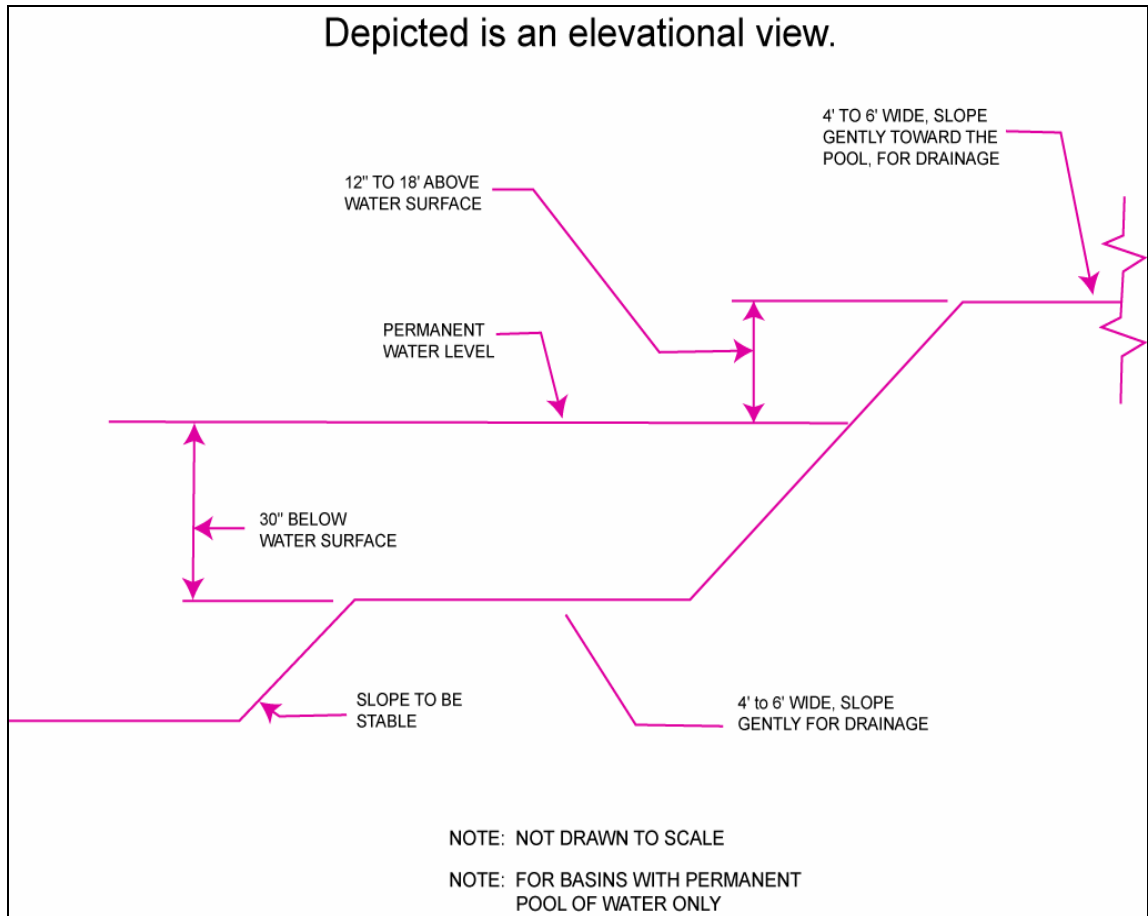 Depicted is an elevational view.
4' TO 6' WIDE, SLOPE
GENTLY TOWARD THE
POOL, FOR DRAINAGE
12" TO 18' ABOVE
WATER SURFACE
PERMANENT
WATER LEVEL
30" BELOW
WATER SURFACE
SLOPE TO BE
STABLE
4' to 6' WIDE, SLOPE
GENTLY FOR DRAINAGE
NOTE: NOT DRAWN TO SCALE
NOTE: FOR BASINS WITH PERMANENT
POOL OF WATER ONLY